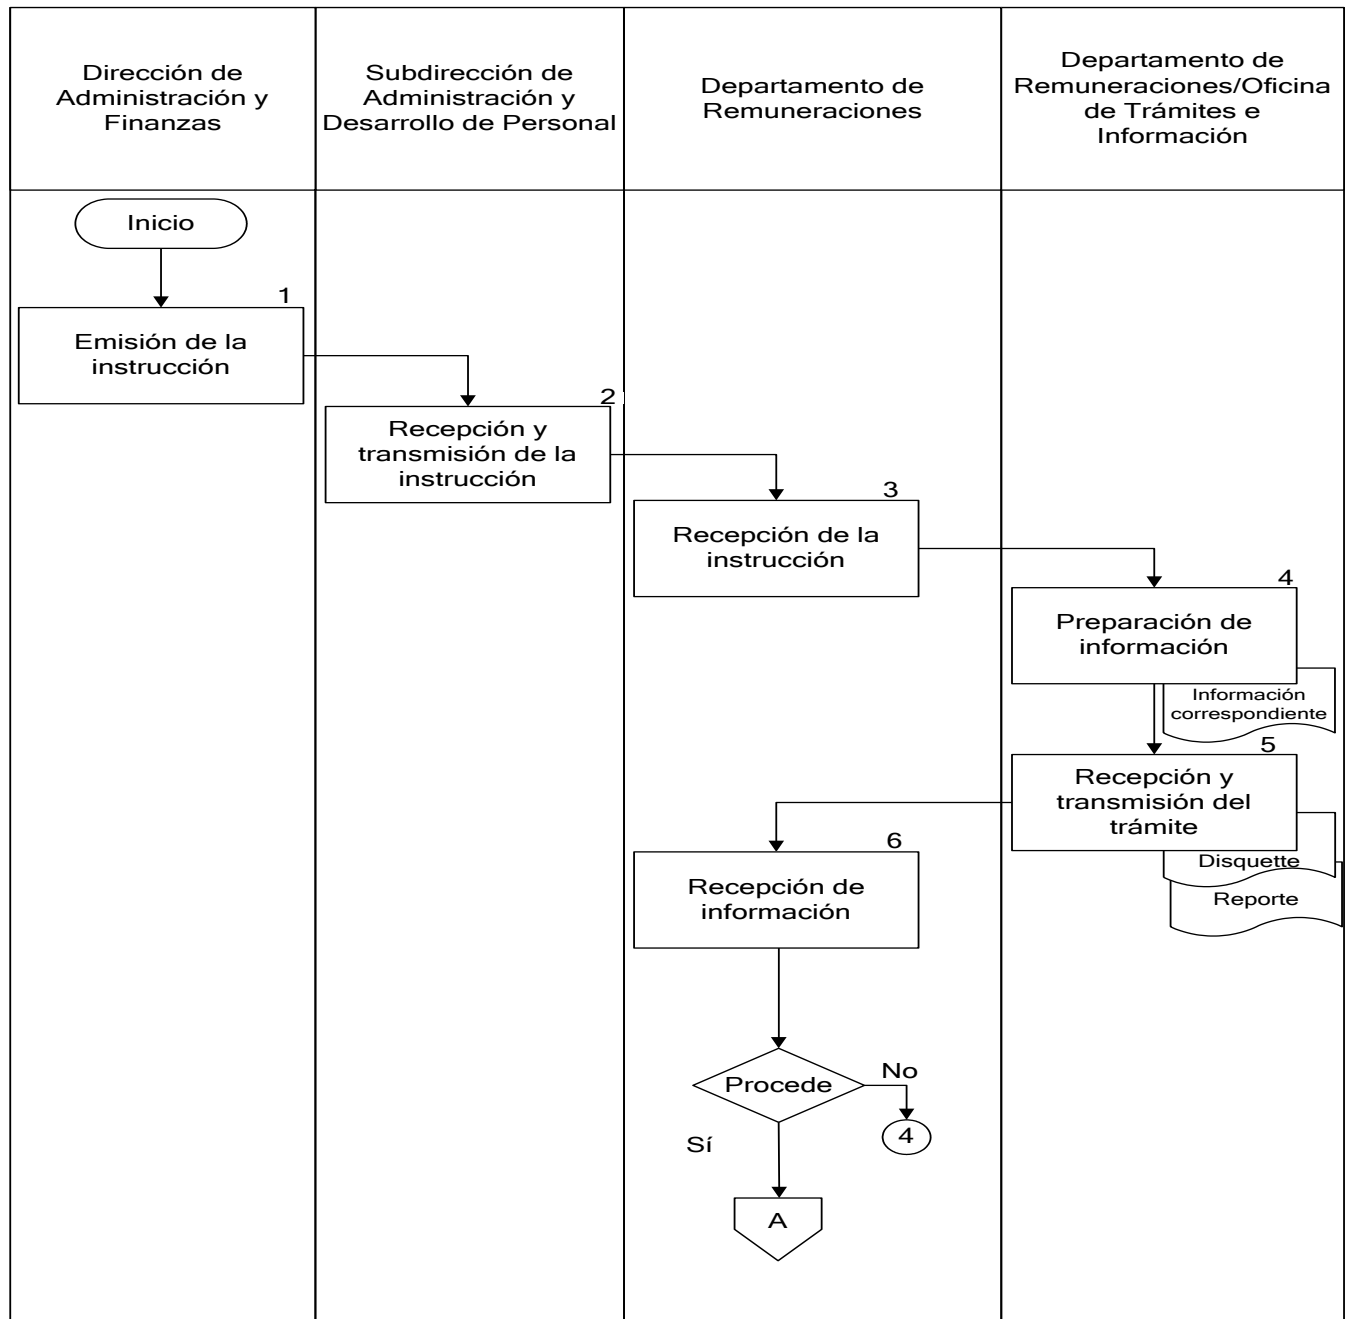 Dirección de
Administración y
Finanzas
Subdirección de
Administración y
Desarrollo de Personal
Departamento de
Remuneraciones
Departamento de
Remuneraciones/Oficina
de Trámites e
Información
Inicio
1
Emisión de la
instrucción
2
Recepción y
transmisión de la
instrucción
3
Recepción de la
instrucción
4
Preparación de
información
Información
correspondiente
5
Recepción y
transmisión del
trámite
Disquette
Reporte
6
Recepción de
información
Procede
No
4
Sí
A